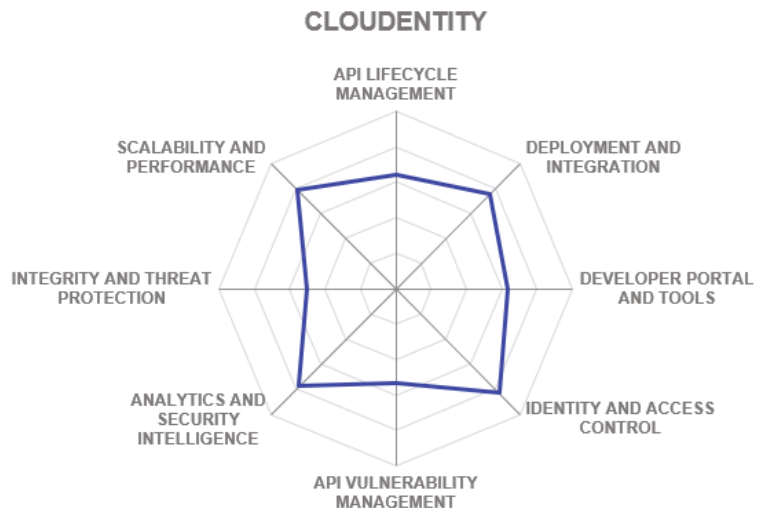 CLOUDENTITY
API LIFECYCLE
MANAGEMENT
SCALABILITY AND
PERFORMANCE
DEPLOYMENT AND
INTEGRATION
INTEGRITY AND THREAT
PROTECTION
DEVELOPER PORTAL
AND TOOLS
ANALYTICS AND
SECURITY
INTELLIGENCE
IDENTITY AND ACCESS
CONTROL
API VULNERABILITY
MANAGEMENT